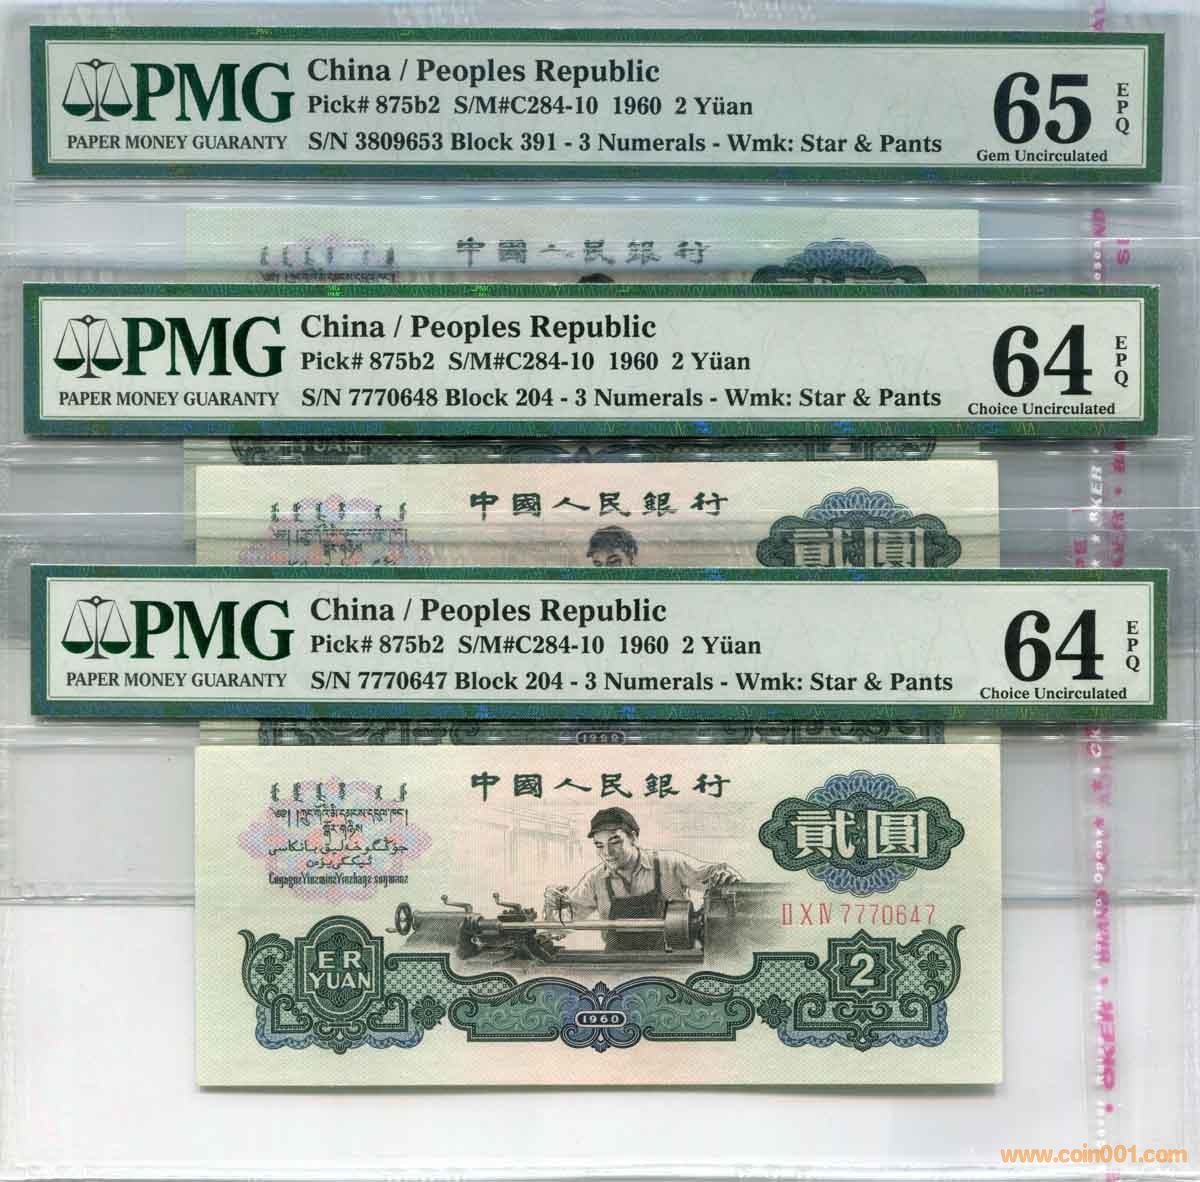 PMG
PAPER MONEY GUARANTY
China / Peoples Republic
Pick# 875b2 S/M#C284-10 1960 2 Yüan
S/N 3809653 Block 391 - 3 Numerals - Wmk: Star & Pants
65
EPQ
Gem Uncirculated
中國人民銀行
PMG
PAPER MONEY GUARANTY
China / Peoples Republic
Pick# 875b2 S/M#C284-10 1960 2 Yüan
S/N 7770648 Block 204 - 3 Numerals - Wmk: Star & Pants
64
EPQ
Choice Uncirculated
YUAN
中國人民銀行
貳圓
PMG
PAPER MONEY GUARANTY
China / Peoples Republic
Pick# 875b2 S/M#C284-10 1960 2 Yüan
S/N 7770647 Block 204 - 3 Numerals - Wmk: Star & Pants
64
EPQ
Choice Uncirculated
1960
中國人民銀行
貳圓
II X IV 7770647
ER
YUAN
2
1960
www.coin001.com